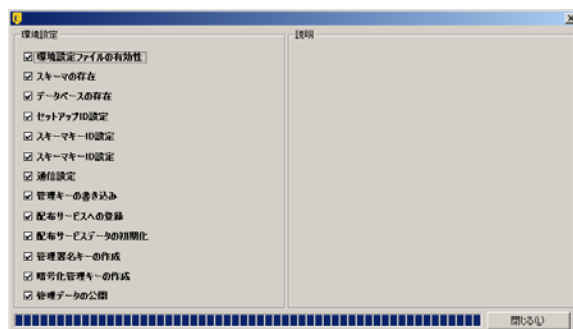 環境設定
環境設定ファイルの有効性
スキーマの存在
データベースの存在
セットアップID設定
スキーマキーID設定
スキーマキーID設定
通信設定
管理キーの書き込み
配布サービスへの登録
配布サービスデータの初期化
管理署名キーの作成
暗号化管理キーの作成
管理データの公開
説明
閉じる(L)